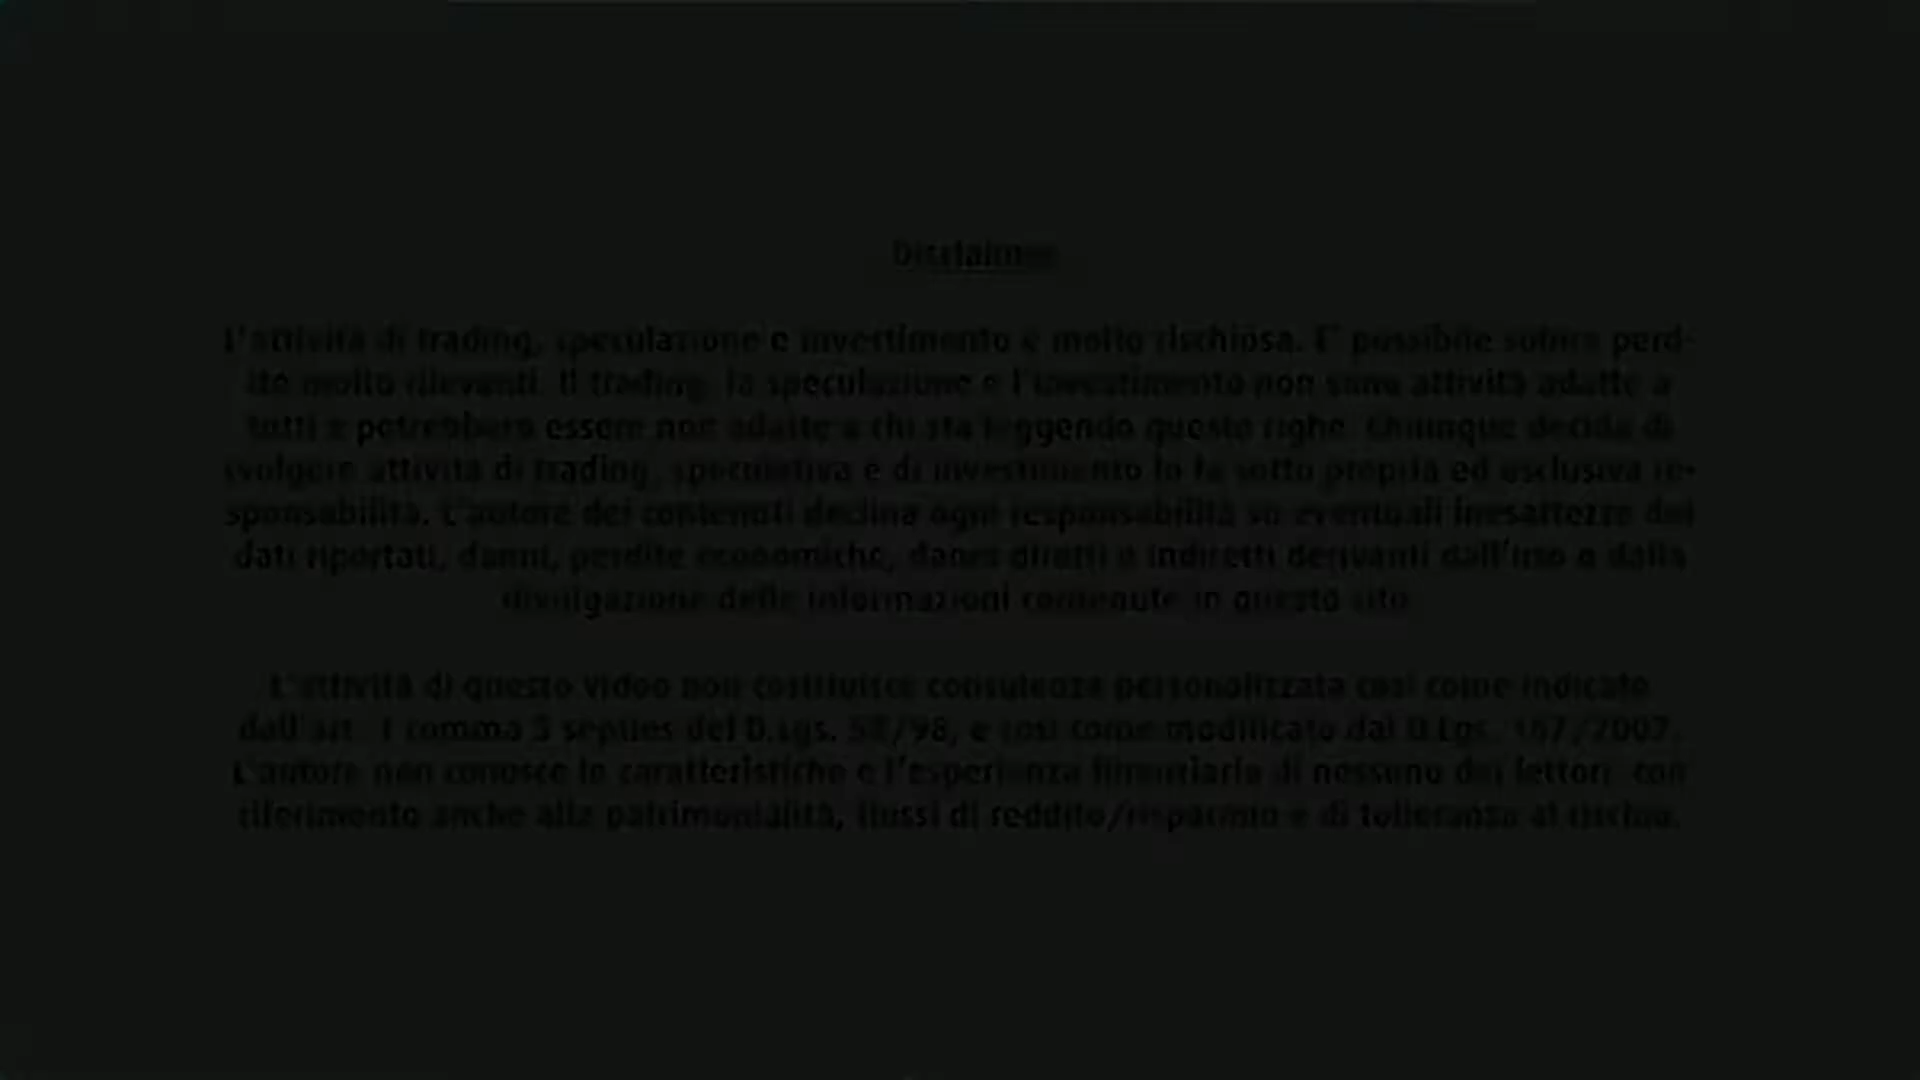 Disclaimer
L'attività di trading, speculazione e investimento è molto rischiosa. E' possibile subire perd-
ite molto rilevanti. Il trading, la speculazione e l'investimento non sono attività adatte a
tutti e potrebbero essere non adatte a chi sta leggendo queste righe. Chiunque decida di
svolgere attività di trading, speculativa e di investimento lo fa sotto propria ed esclusiva re-
sponsabilità. L'autore dei contenuti declina ogni responsabilità su eventuali inesattezze dei
dati riportati, danni, perdite economiche, danni diretti o indiretti derivanti dall'uso o dalla
divulgazione delle informazioni contenute in questo sito
L'attività di questo video non costituisce consulenza personalizzata così come indicato
dall'art. 1 comma 5 septies del D.Lgs. 58/98, e così come modificato dal D.Lgs. 167/2007.
L'autore non conosce le caratteristiche e l'esperienza finanziaria di nessuno dei lettori, con
riferimento anche alla patrimonialità, flussi di reddito/risparmio e di tolleranza al rischio.